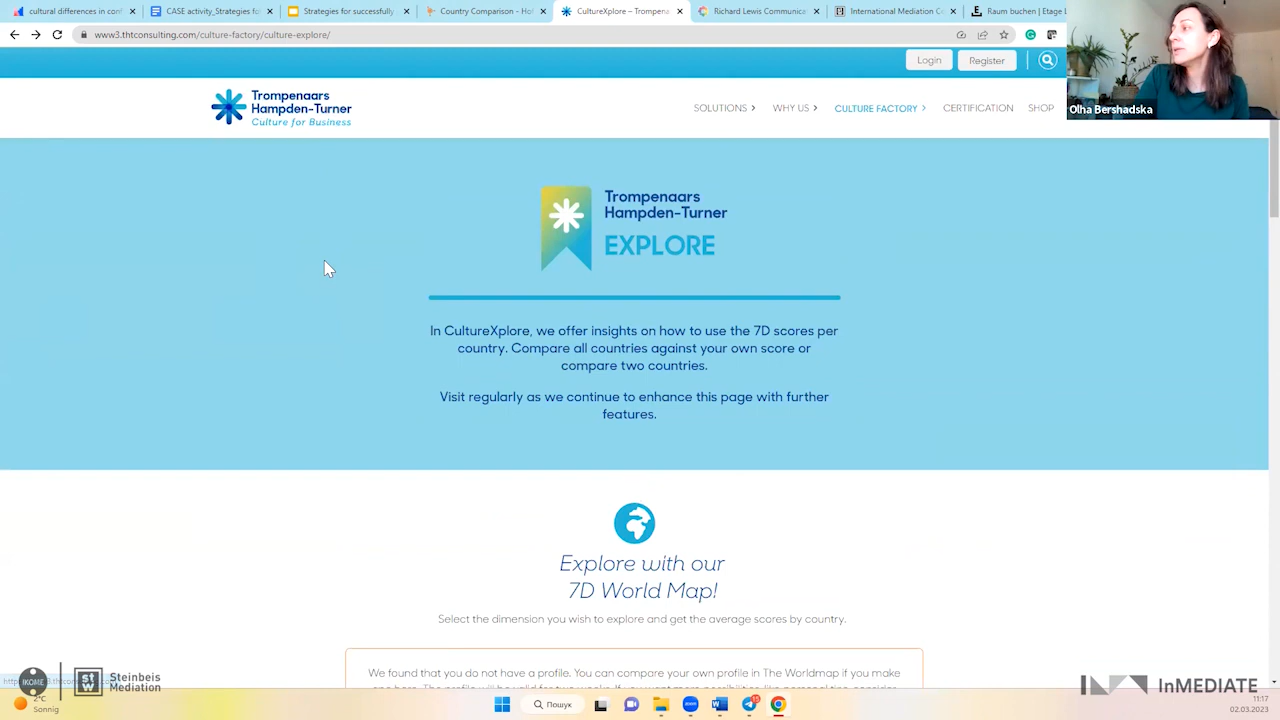 cultural differences in con
CASE activity_Strategies fo
Strategies for successfully
Country Comparison - Ho
CultureXplore – Trompena
Richard Lewis Communica
International Mediation C
Raum buchen | Etage
www3.thtconsulting.com/culture-factory/culture-explore/
Login
Register
Trompenaars
Hampden-Turner
Culture for Business
SOLUTIONS
WHY US
CULTURE FACTORY
CERTIFICATION
SHOP
Olha Bershadska
Trompenaars
Hampden-Turner
EXPLORE
In CultureXplore, we offer insights on how to use the 7D scores per
country. Compare all countries against your own score or
compare two countries.
Visit regularly as we continue to enhance this page with further
features.
Explore with our
7D World Map!
Select the dimension you wish to explore and get the average scores by country.
We found that you do not have a profile. You can compare your own profile in The Worldmap if you make
IKOME
Steinbeis
Mediation
InMEDIATE
Sonnig
Пошук
11:17
02.03.2023